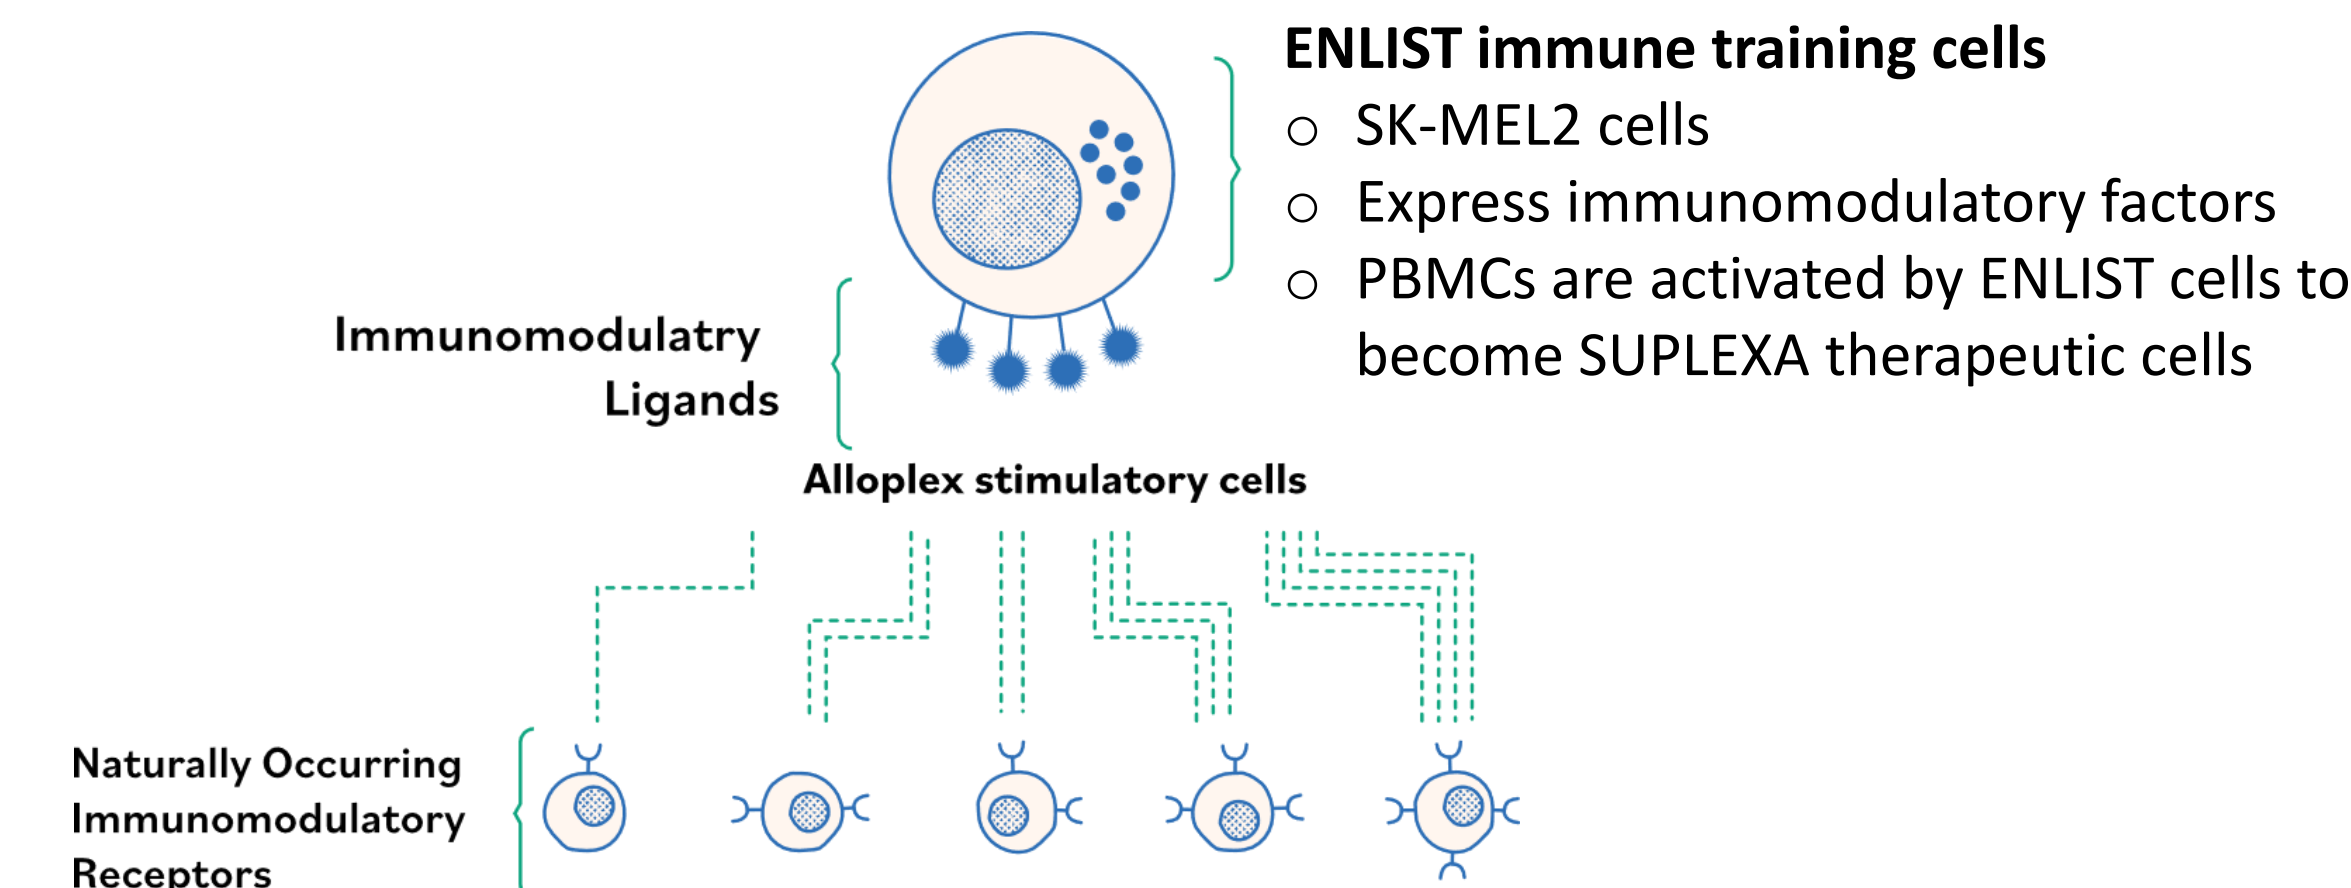 ENLIST immune training cells
○ SK-MEL2 cells
○ Express immunomodulatory factors
○ PBMCs are activated by ENLIST cells to
become SUPLEXA therapeutic cells
Immunomodulatry
Ligands
Alloplex stimulatory cells
Naturally Occurring
Immunomodulatory
Receptors